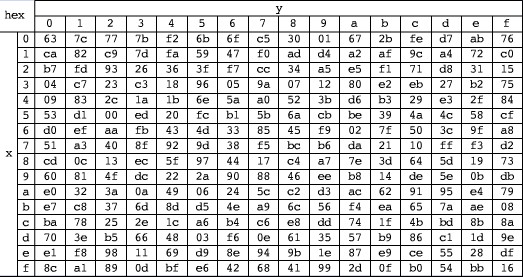 hex y
0 1 2 3 4 5 6 7 8 9 a b c d e f
0 63 7c 77 7b f2 6b 6f c5 30 01 67 2b fe d7 ab 76
1 ca 82 c9 7d fa 59 47 f0 ad d4 a2 af 9c a4 72 c0
2 b7 fd 93 26 36 3f f7 cc 34 a5 e5 f1 71 d8 31 15
3 04 c7 23 c3 18 96 05 9a 07 12 80 e2 eb 27 b2 75
4 09 83 2c 1a 1b 6e 5a a0 52 3b d6 b3 29 e3 2f 84
5 53 d1 00 ed 20 fc b1 5b 6a cb be 39 4a 4c 58 cf
6 d0 ef aa fb 43 4d 33 85 45 f9 02 7f 50 3c 9f a8
7 51 a3 40 8f 92 9d 38 f5 bc b6 da 21 10 ff f3 d2
x
8 cd 0c 13 ec 5f 97 44 17 c4 a7 7e 3d 64 5d 19 73
9 60 81 4f dc 22 2a 90 88 46 ee b8 14 de 5e 0b db
a e0 32 3a 0a 49 06 24 5c c2 d3 ac 62 91 95 e4 79
b e7 c8 37 6d 8d d5 4e a9 6c 56 f4 ea 65 7a ae 08
c ba 78 25 2e 1c a6 b4 c6 e8 dd 74 1f 4b bd 8b 8a
d 70 3e b5 66 48 03 f6 0e 61 35 57 b9 86 c1 1d 9e
e e1 f8 98 11 69 d9 8e 94 9b 1e 87 e9 ce 55 28 df
f 8c a1 89 0d bf e6 42 68 41 99 2d 0f b0 54 bb 16